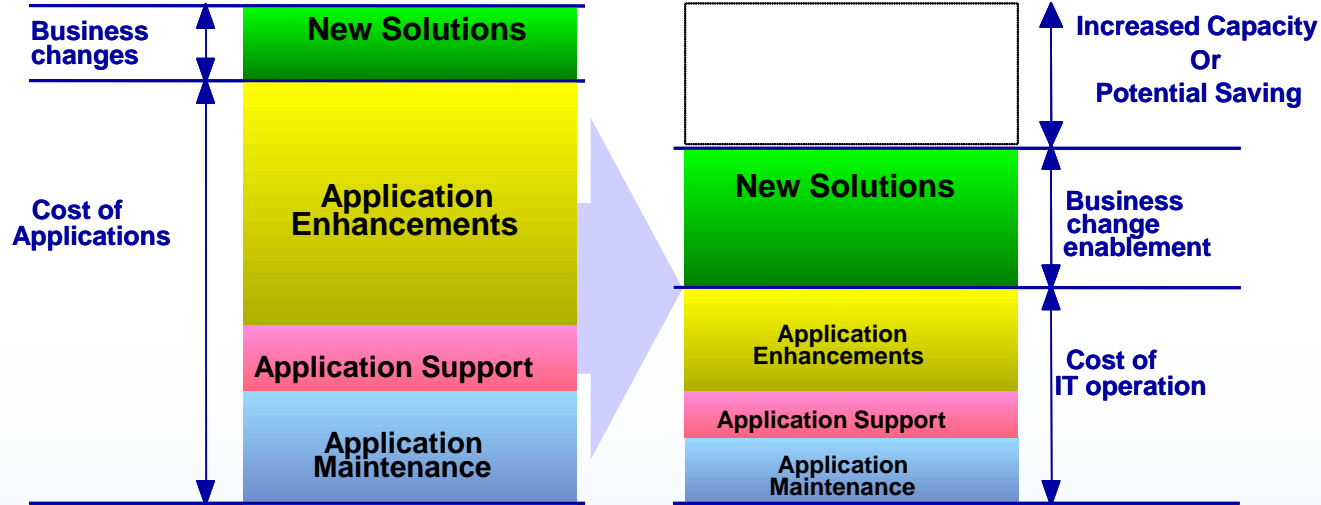 Business
changes
New Solutions
Cost of
Applications
Application
Enhancements
Application Support
Application
Maintenance
Increased Capacity
Or
Potential Saving
New Solutions
Business
change
enablement
Application
Enhancements
Application Support
Application
Maintenance
Cost of
IT operation